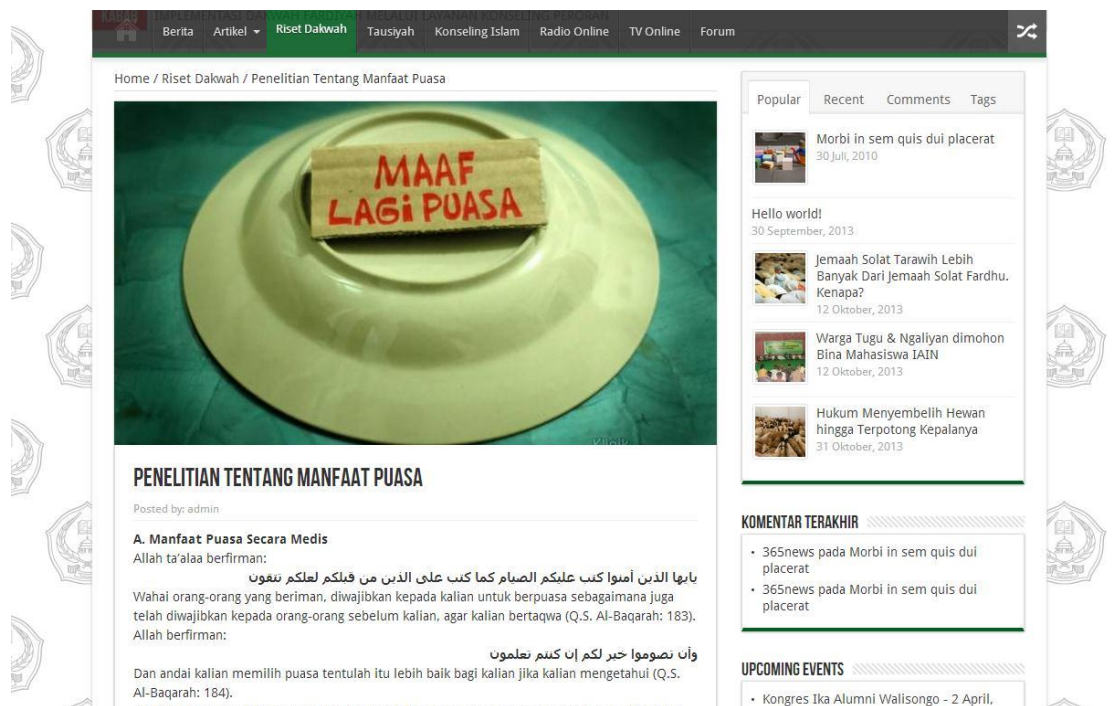 KABAR IMPLEMENTASI DAKWAH FARDIYAH MELALUI LAYANAN KONSELING PERORAN
Berita Artikel Riset Dakwah Tausiyah Konseling Islam Radio Online TV Online Forum
Home / Riset Dakwah / Penelitian Tentang Manfaat Puasa
MAAF
LAGi PUASA
PENELITIAN TENTANG MANFAAT PUASA
Posted by: admin
A. Manfaat Puasa Secara Medis
Allah ta'alaa berfirman:
يايها الذين آمنوا كتب عليكم الصيام كما كتب على الذين من قبلكم لعلكم تتقون
Wahai orang-orang yang beriman, diwajibkan kepada kalian untuk berpuasa sebagaimana juga
telah diwajibkan kepada orang-orang sebelum kalian, agar kalian bertaqwa (Q.S. Al-Baqarah: 183).
Allah berfirman:
وأن تصوموا خير لكم إن كنتم تعلمون
Dan andai kalian memilih puasa tentulah itu lebih baik bagi kalian jika kalian mengetahui (Q.S.
Al-Baqarah: 184).
Popular Recent Comments Tags
Morbi in sem quis dui placerat
30 Juli, 2010
Hello world!
30 September, 2013
Jemaah Solat Tarawih Lebih
Banyak Dari Jemaah Solat Fardhu.
Kenapa?
12 Oktober, 2013
Warga Tugu & Ngaliyan dimohon
Bina Mahasiswa IAIN
12 Oktober, 2013
Hukum Menyembelih Hewan
hingga Terpotong Kepalanya
31 Oktober, 2013
KOMENTAR TERAKHIR
• 365news pada Morbi in sem quis dui
placerat
• 365news pada Morbi in sem quis dui
placerat
UPCOMING EVENTS
• Kongres Ika Alumni Walisongo - 2 April,